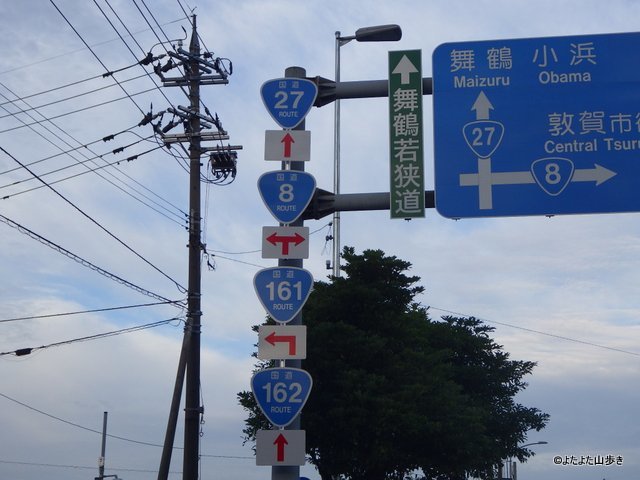 国道
27
ROUTE
国道
8
ROUTE
国道
161
ROUTE
国道
162
ROUTE
舞鶴若狭道
舞鶴 小浜
Maizuru Obama
27
敦賀市
Central Tsuru
8
©よたよた山歩き